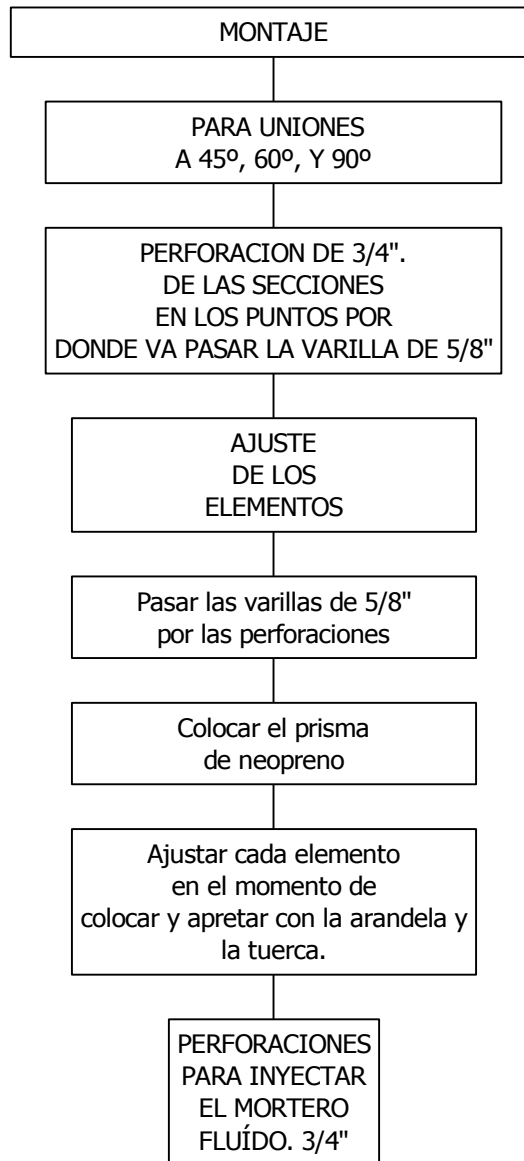 MONTAJE
PARA UNIONES
A 45º, 60º, Y 90º
PERFORACION DE 3/4".
DE LAS SECCIONES
EN LOS PUNTOS POR
DONDE VA PASAR LA VARILLA DE 5/8"
AJUSTE
DE LOS
ELEMENTOS
Pasar las varillas de 5/8"
por las perforaciones
Colocar el prisma
de neopreno
Ajustar cada elemento
en el momento de
colocar y apretar con la arandela y
la tuerca.
PERFORACIONES
PARA INYECTAR
EL MORTERO
FLUÍDO. 3/4"